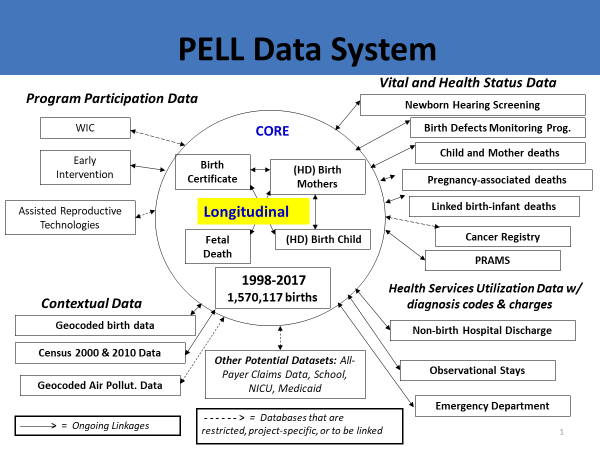 PELL Data System
Vital and Health Status Data
Program Participation Data
Newborn Hearing Screening
WIC
CORE
Birth Defects Monitoring Prog.
Child and Mother deaths
Early
Intervention
Birth
Certificate
(HD) Birth
Mothers
Pregnancy-associated deaths
Linked birth-infant deaths
Assisted Reproductive
Technologies
Longitudinal
Cancer Registry
Fetal
Death
(HD) Birth Child
PRAMS
1998-2017
1,570,117 births
Health Services Utilization Data w/
diagnosis codes & charges
Contextual Data
Geocoded birth data
Non-birth Hospital Discharge
Census 2000 & 2010 Data
Other Potential Datasets: All-
Payer Claims Data, School,
NICU, Medicaid
Observational Stays
Geocoded Air Pollut. Data
Emergency Department
= Ongoing Linkages
------> = Databases that are
restricted, project-specific, or to be linked
1